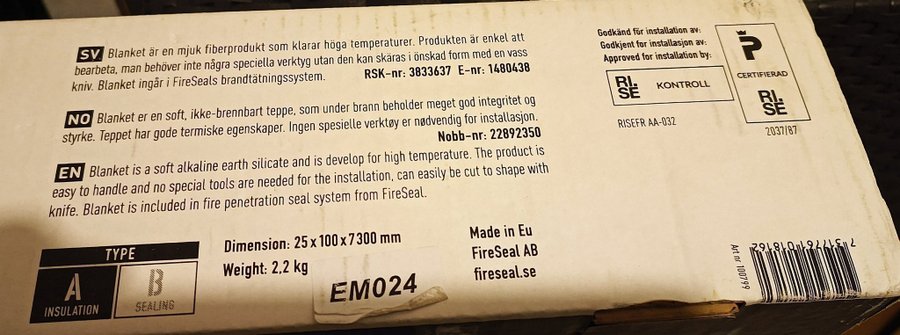 SV Blanket är en mjuk fiberprodukt som klarar höga temperaturer. Produkten är enkel att
bearbeta, man behöver inte några speciella verktyg utan den kan skäras i önskad form med en vass
kniv. Blanket ingår i FireSeals brandtätningssystem. RSK-nr: 3833637 E-nr: 1480438
NO Blanket er en soft, ikke-brennbart teppe, som under brann beholder meget god integritet og
styrke. Teppet har gode termiske egenskaper. Ingen spesielle verktøy er nødvendig for installasjon.
Nobb-nr: 22892350
EN Blanket is a soft alkaline earth silicate and is develop for high temperature. The product is
easy to handle and no special tools are needed for the installation, can easily be cut to shape with
knife. Blanket is included in fire penetration seal system from FireSeal.
TYPE
A
INSULATION
B
SEALING
Dimension: 25 x 100 x 7300 mm
Weight: 2,2 kg
EM024
Made in Eu
FireSeal AB
fireseal.se
Godkänd för installation av:
Godkjent for installasjon av:
Approved for installation by:
RI.
SE
KONTROLL
RISEFR AA-032
P
CERTIFIERAD
RI.
SE
2037/87
Art nr 100799
7 317761 018162